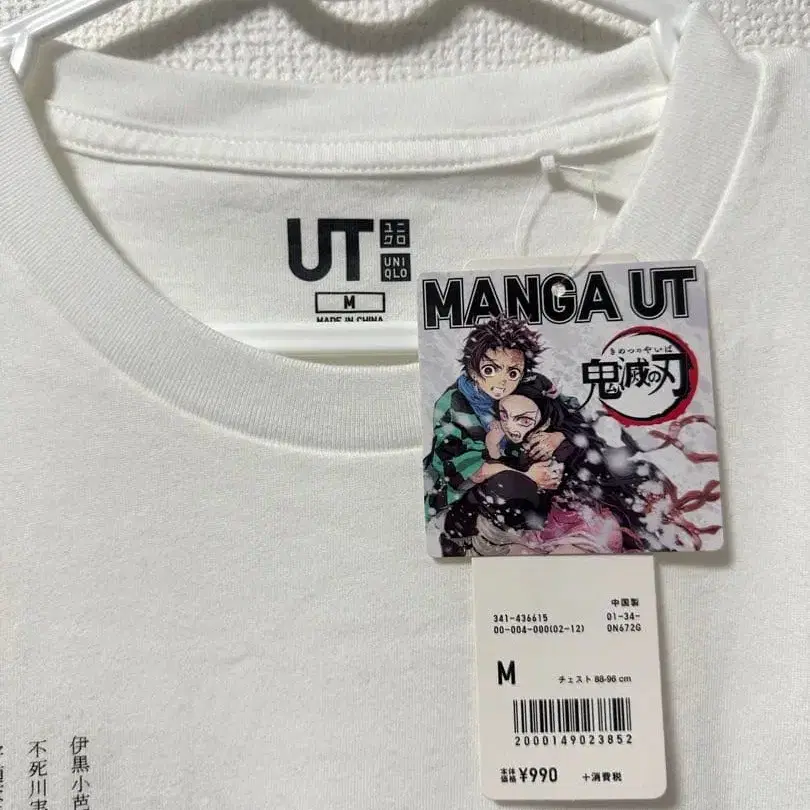 UT
ユニ
クロ
UNI
QLO
M
MADE IN CHINA
MANGA UT
きめつのやいば
鬼滅の刃
中国製
341-436615
01-34-
00-004-000(02-12)
0N672G
M
チェスト 88-96 cm
2000149023852
本体
価格
¥990
+消費税
伊黒小芭
不死川実